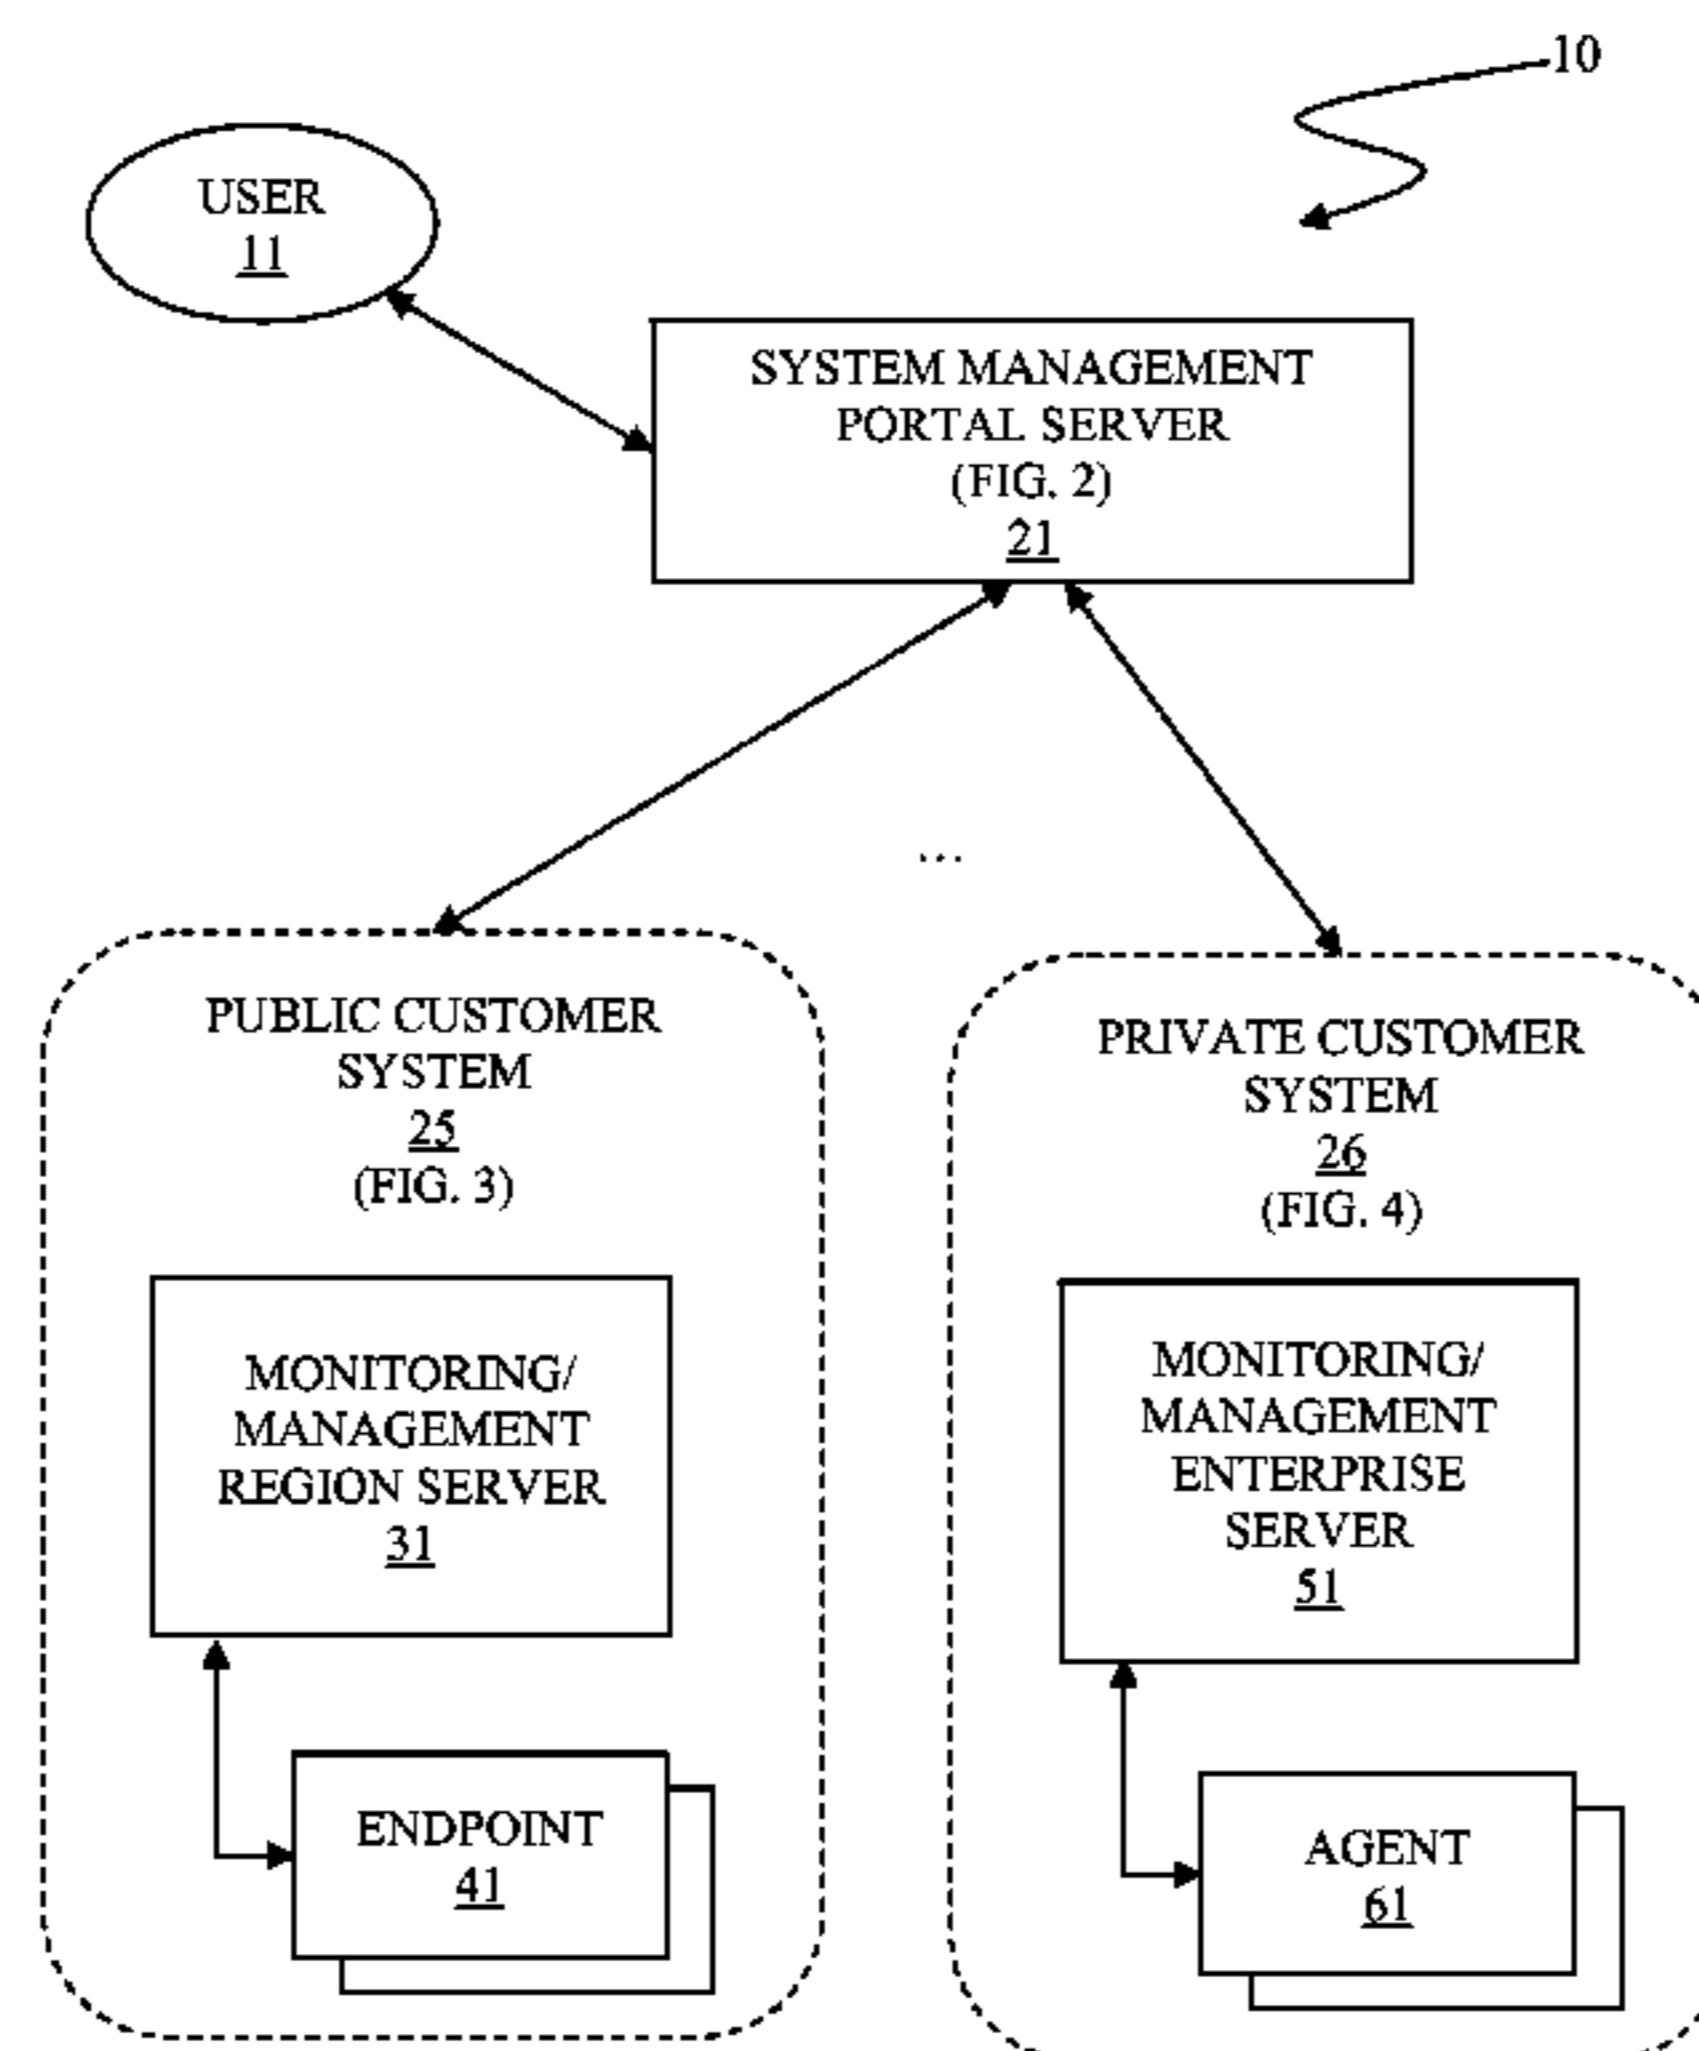 10
USER
11
SYSTEM MANAGEMENT
PORTAL SERVER
(FIG. 2)
21
...
PUBLIC CUSTOMER
SYSTEM
25
(FIG. 3)
MONITORING/
MANAGEMENT
REGION SERVER
31
ENDPOINT
41
PRIVATE CUSTOMER
SYSTEM
26
(FIG. 4)
MONITORING/
MANAGEMENT
ENTERPRISE
SERVER
51
AGENT
61